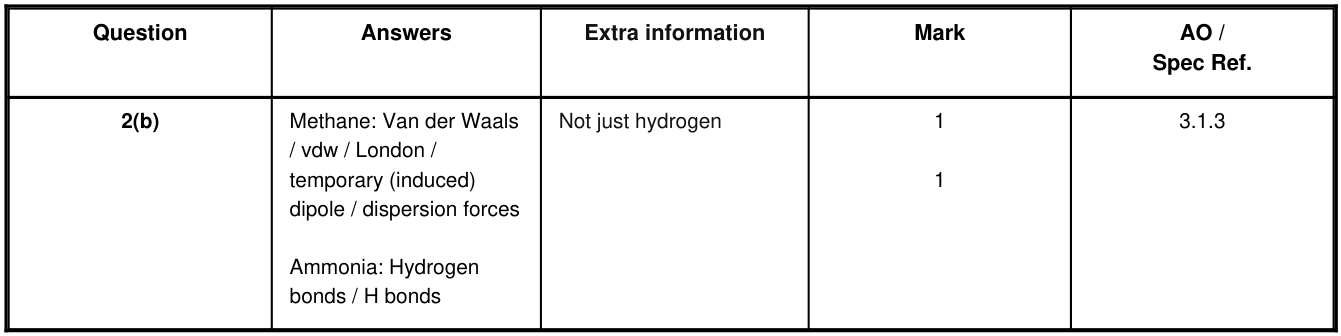 Question Answers Extra information Mark AO /
Spec Ref.
2(b) Methane: Van der Waals Not just hydrogen 1 3.1.3
/ vdw / London /
temporary (induced) 1
dipole / dispersion forces
Ammonia: Hydrogen
bonds / H bonds